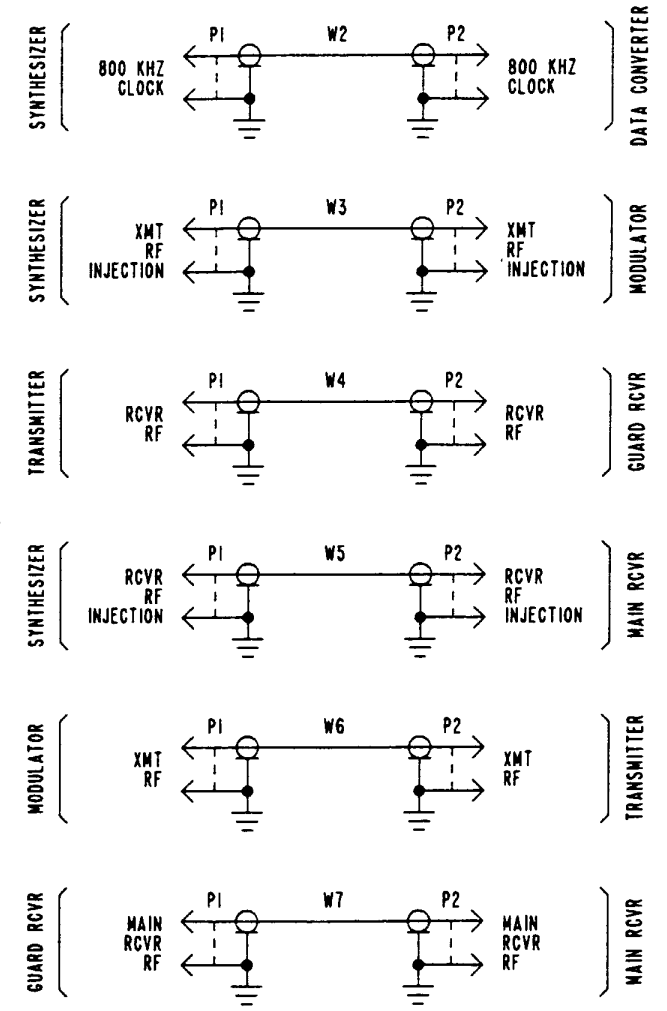 SYNTHESIZER
P1
W2
P2
800 KHZ
CLOCK
800 KHZ
CLOCK
DATA CONVERTER
SYNTHESIZER
P1
W3
P2
XMT
RF
INJECTION
XMT
RF
INJECTION
MODULATOR
TRANSMITTER
P1
W4
P2
RCVR
RF
RCVR
RF
GUARD RCVR
SYNTHESIZER
P1
W5
P2
RCVR
RF
INJECTION
RCVR
RF
INJECTION
MAIN RCVR
MODULATOR
P1
W6
P2
XMT
RF
XMT
RF
TRANSMITTER
GUARD RCVR
P1
W7
P2
MAIN
RCVR
RF
MAIN
RCVR
RF
MAIN RCVR